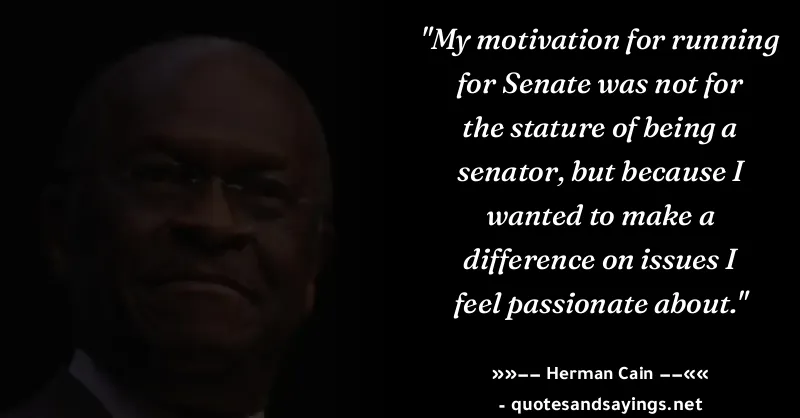 "My motivation for running
for Senate was not for
the stature of being a
senator, but because I
wanted to make a
difference on issues I
feel passionate about."
»»—— Herman Cain ——««
- quotesandsayings.net